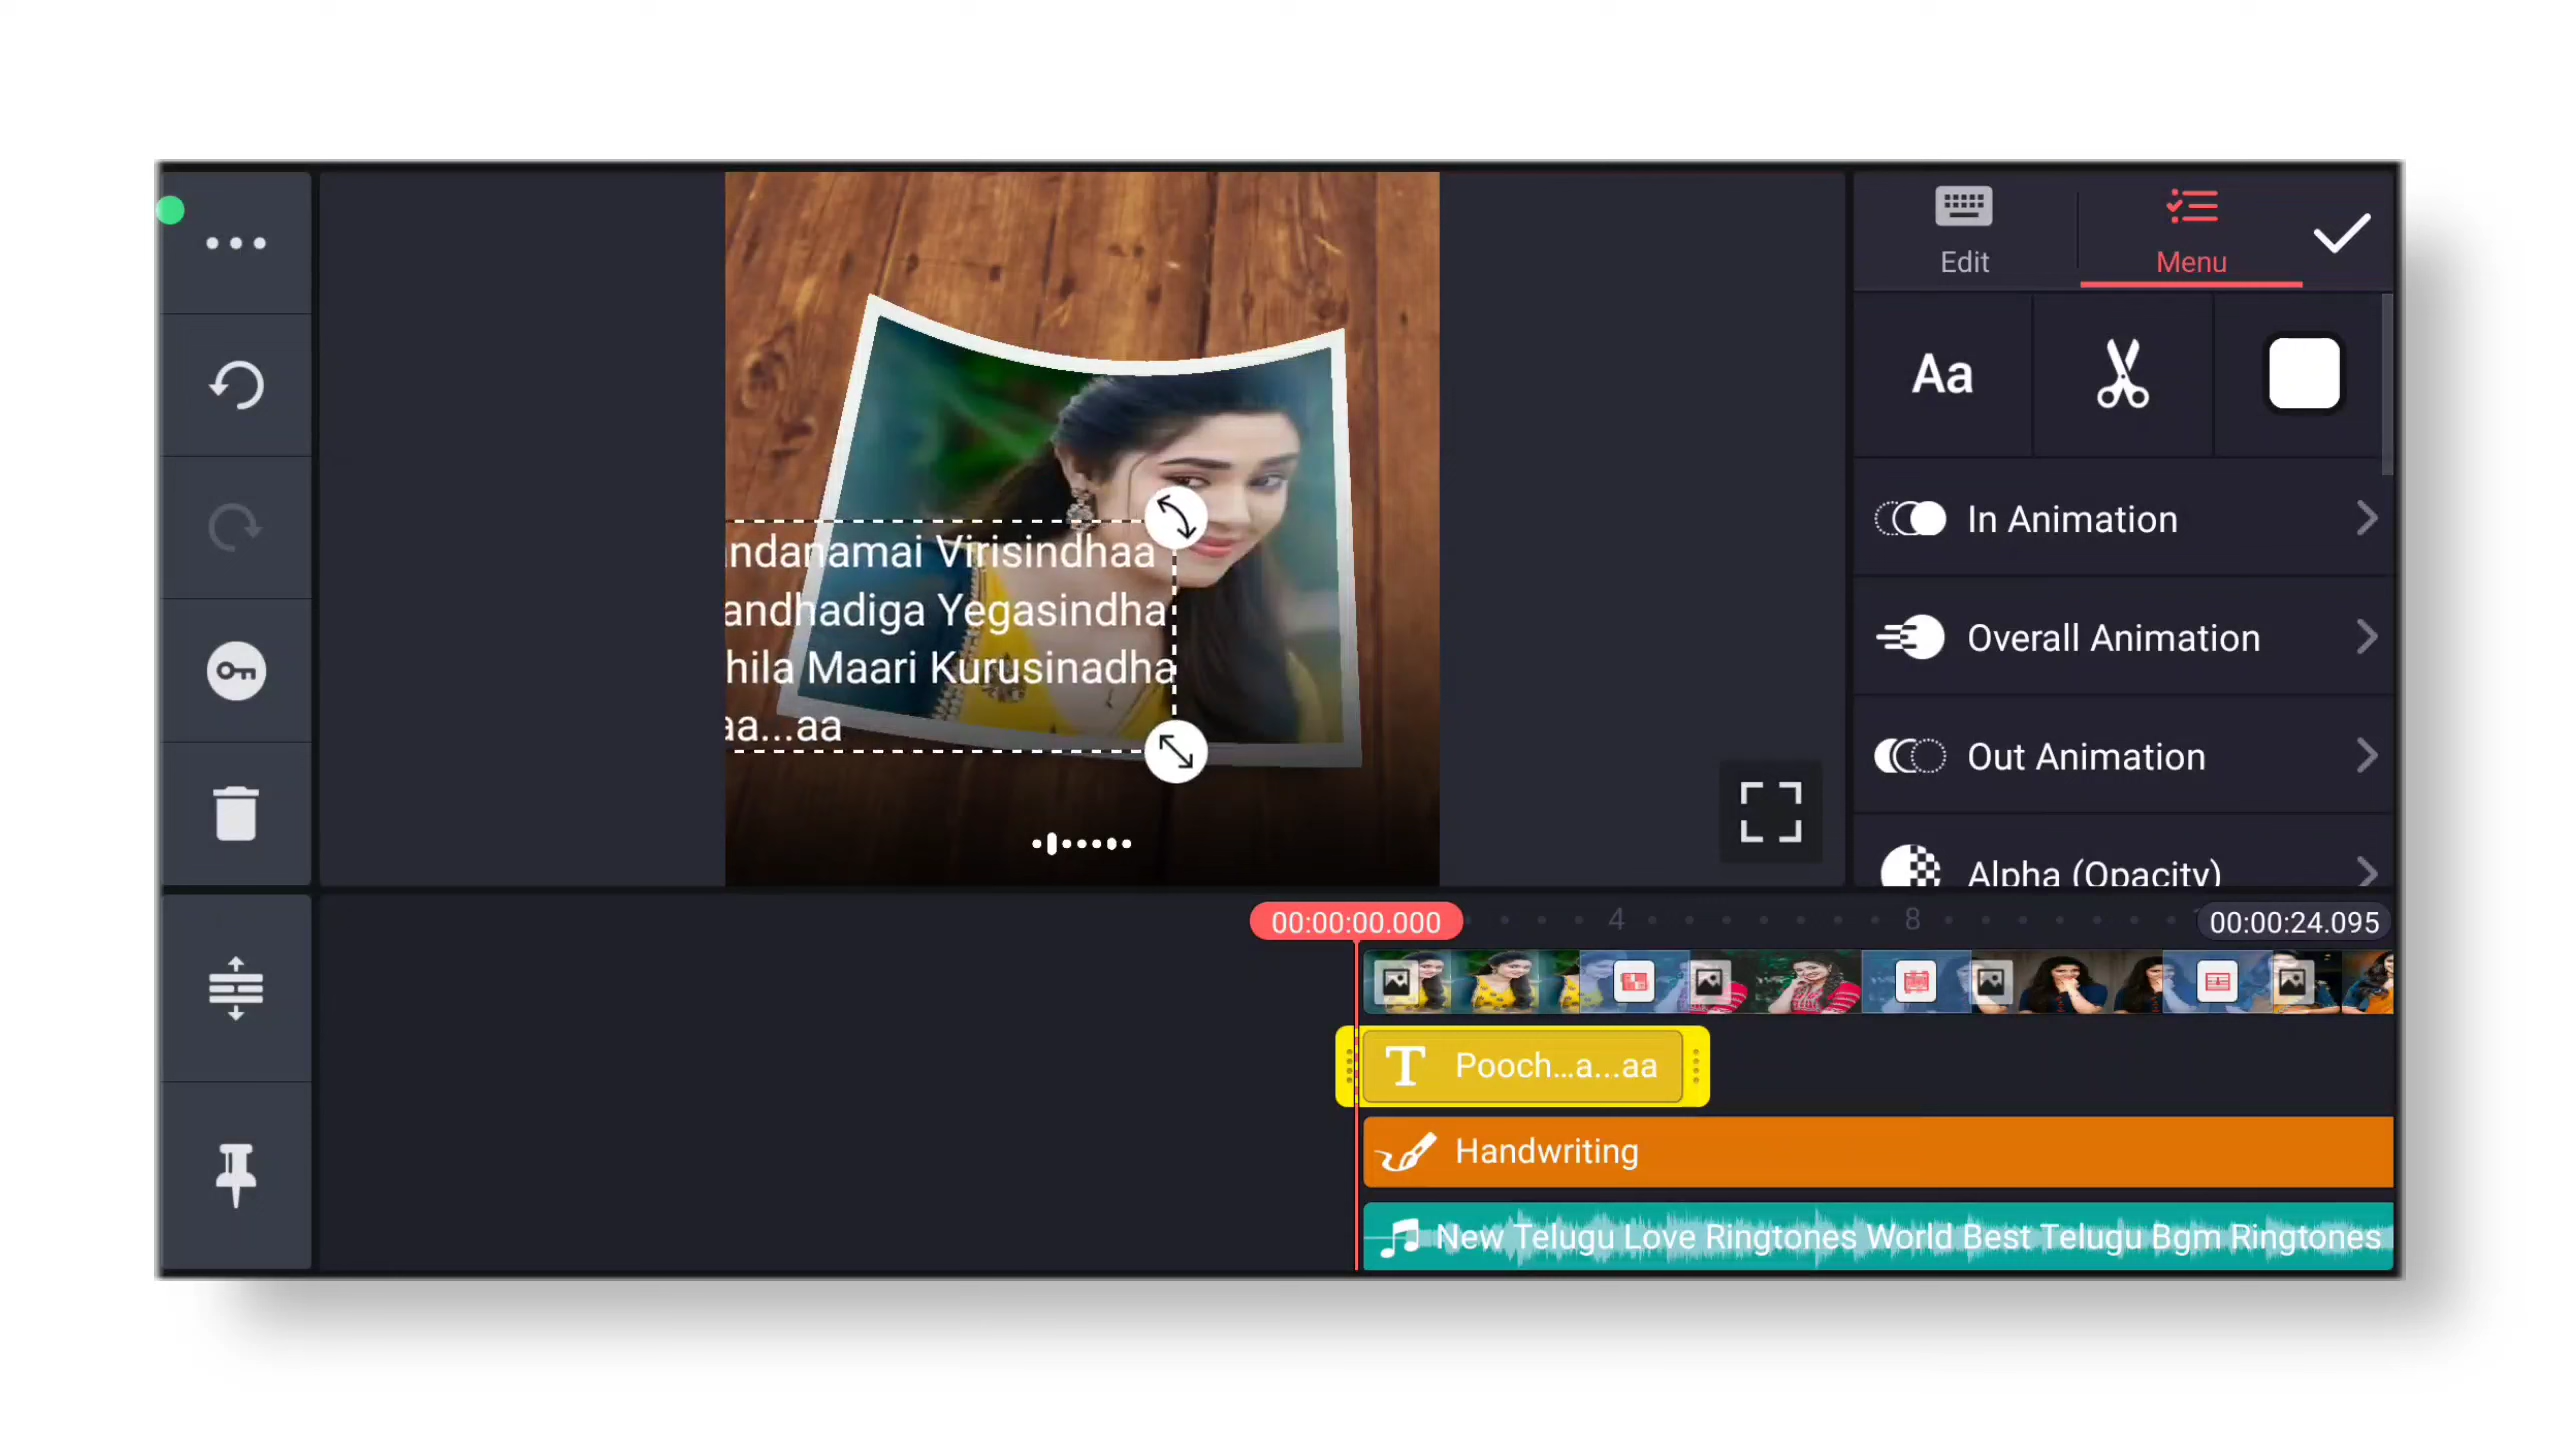 Edit
Menu
Aa
In Animation
Overall Animation
Out Animation
Alpha (Opacity)
ndanamai Virisindhaa
andhadiga Yegasindha
hila Maari Kurusinadha
aa...aa
00:00:00.000
4
8
00:00:24.095
T Pooch...a...aa
Handwriting
New Telugu Love Ringtones World Best Telugu Bgm Ringtones